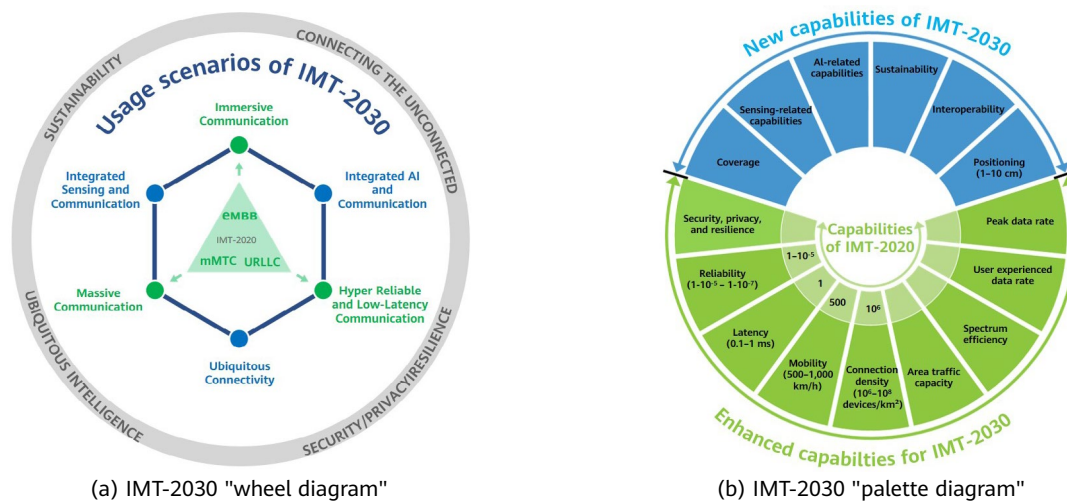 SUSTAINABILITY
CONNECTING THE UNCONNECTED
UBIQUITOUS INTELLIGENCE
SECURITY/PRIVACY/RESILIENCE
Usage scenarios of IMT-2030
Immersive
Communication
Integrated
Sensing and
Communication
Integrated AI
and
Communication
eMBB
IMT-2020
mMTC URLLC
Massive
Communication
Hyper Reliable
and Low-Latency
Communication
Ubiquitous
Connectivity
(a) IMT-2030 "wheel diagram"
New capabilities of IMT-2030
Coverage
Sensing-related
capabilities
AI-related
capabilities
Sustainability
Interoperability
Positioning
(1–10 cm)
Capabilities
of IMT-2020
Security, privacy,
and resilience
Reliability
(1-10⁻⁵ – 1-10⁻⁷)
1–10⁻⁵
Latency
(0.1–1 ms)
1
Mobility
(500–1,000
km/h)
500
Connection
density
(10⁶–10⁸
devices/km²)
10⁶
Area traffic
capacity
Spectrum
efficiency
User experienced
data rate
Peak data rate
Enhanced capabilties for IMT-2030
(b) IMT-2030 "palette diagram"